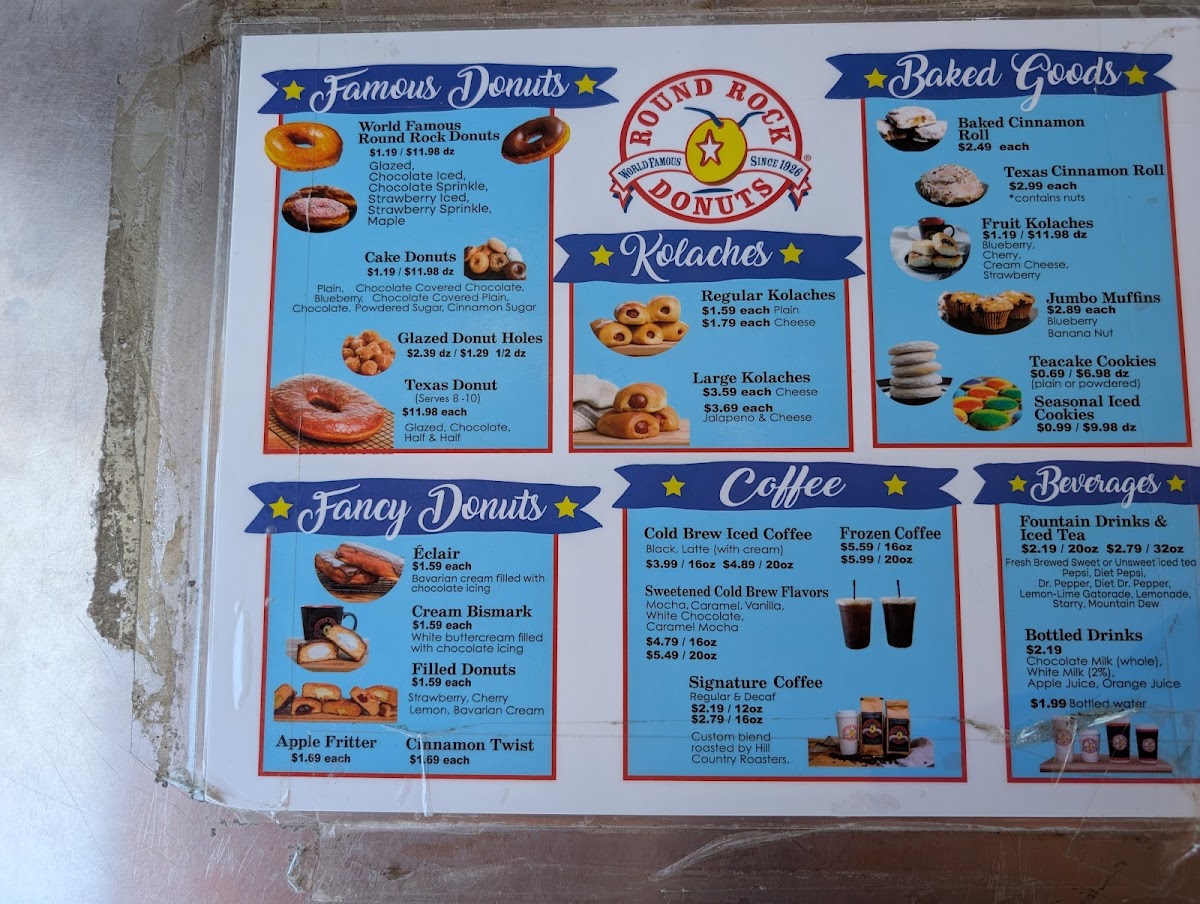 Famous Donuts
World Famous
Round Rock Donuts
$1.19 / $11.98 dz
Glazed,
Chocolate Iced,
Chocolate Sprinkle,
Strawberry Iced,
Strawberry Sprinkle,
Maple
Cake Donuts
$1.19 / $11.98 dz
Plain, Chocolate Covered Chocolate,
Blueberry, Chocolate Covered Plain,
Chocolate, Powdered Sugar, Cinnamon Sugar
Glazed Donut Holes
$2.39 dz / $1.29 1/2 dz
Texas Donut
(Serves 8 -10)
$11.98 each
Glazed, Chocolate,
Half & Half
ROUND ROCK
WORLD FAMOUS SINCE 1926
DONUTS
®
Kolaches
Regular Kolaches
$1.59 each Plain
$1.79 each Cheese
Large Kolaches
$3.59 each Cheese
$3.69 each
Jalapeno & Cheese
Baked Goods
Baked Cinnamon
Roll
$2.49 each
Texas Cinnamon Roll
$2.99 each
*contains nuts
Fruit Kolaches
$1.19 / $11.98 dz
Blueberry,
Cherry,
Cream Cheese,
Strawberry
Jumbo Muffins
$2.89 each
Blueberry
Banana Nut
Teacake Cookies
$0.69 / $6.98 dz
(plain or powdered)
Seasonal Iced
Cookies
$0.99 / $9.98 dz
Fancy Donuts
Éclair
$1.59 each
Bavarian cream filled with
chocolate icing
Cream Bismark
$1.59 each
White buttercream filled
with chocolate icing
Filled Donuts
$1.59 each
Strawberry, Cherry
Lemon, Bavarian Cream
Apple Fritter
$1.69 each
Cinnamon Twist
$1.69 each
Coffee
Cold Brew Iced Coffee
Black, Latte (with cream)
$3.99 / 16oz $4.89 / 20oz
Sweetened Cold Brew Flavors
Mocha, Caramel, Vanilla,
White Chocolate,
Caramel Mocha
$4.79 / 16oz
$5.49 / 20oz
Frozen Coffee
$5.59 / 16oz
$5.99 / 20oz
Signature Coffee
Regular & Decaf
$2.19 / 12oz
$2.79 / 16oz
Custom blend
roasted by Hill
Country Roasters.
Beverages
Fountain Drinks &
Iced Tea
$2.19 / 20oz $2.79 / 32oz
Fresh Brewed Sweet or Unsweet iced tea
Pepsi, Diet Pepsi,
Dr. Pepper, Diet Dr. Pepper,
Lemon-Lime Gatorade, Lemonade,
Starry, Mountain Dew
Bottled Drinks
$2.19
Chocolate Milk (whole),
White Milk (2%),
Apple Juice, Orange Juice
$1.99 Bottled water